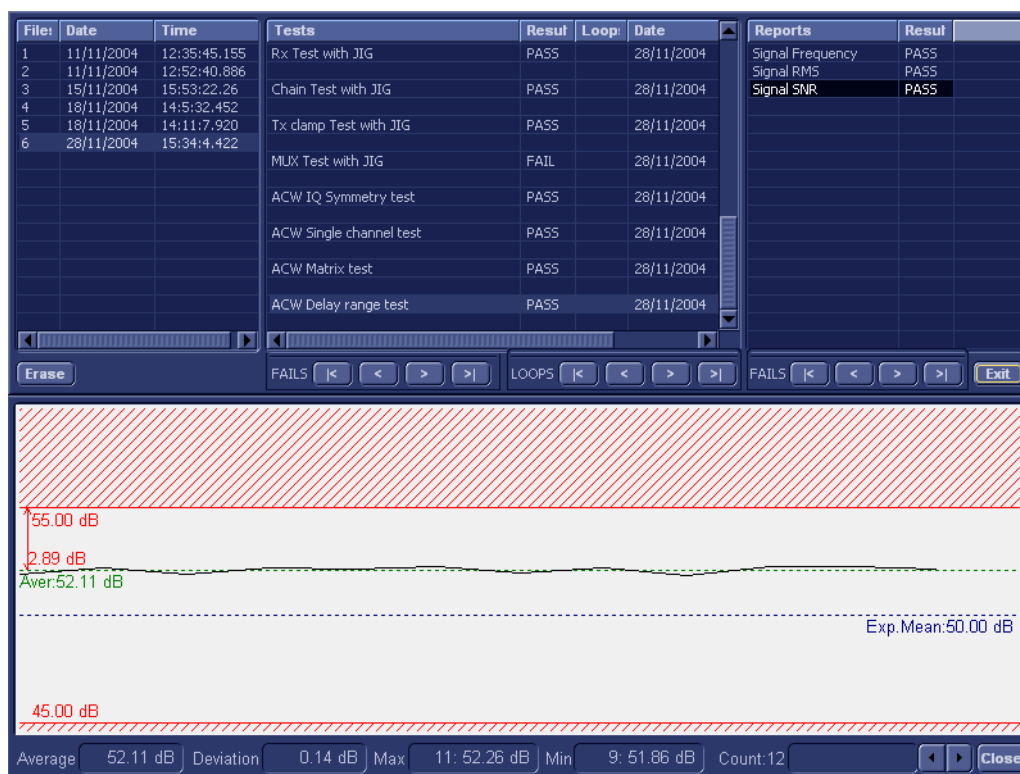 File: Date Time
1 11/11/2004 12:35:45.155
2 11/11/2004 12:52:40.886
3 15/11/2004 15:53:22.26
4 18/11/2004 14:5:32.452
5 18/11/2004 14:11:7.920
6 28/11/2004 15:34:4.422
Erase
Tests Resul Loop: Date
Rx Test with JIG PASS 28/11/2004
Chain Test with JIG PASS 28/11/2004
Tx clamp Test with JIG PASS 28/11/2004
MUX Test with JIG FAIL 28/11/2004
ACW IQ Symmetry test PASS 28/11/2004
ACW Single channel test PASS 28/11/2004
ACW Matrix test PASS 28/11/2004
ACW Delay range test PASS 28/11/2004
FAILS |< < > >| LOOPS |< < > >|
Reports Resul
Signal Frequency PASS
Signal RMS PASS
Signal SNR PASS
FAILS |< < > >| Exit
55.00 dB
2.89 dB
Aver:52.11 dB
Exp.Mean:50.00 dB
45.00 dB
Average 52.11 dB Deviation 0.14 dB Max 11: 52.26 dB Min 9: 51.86 dB Count:12 Close